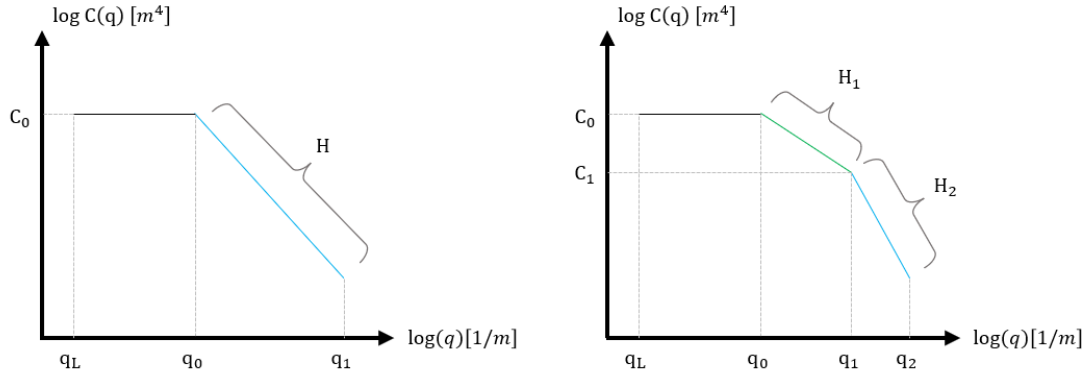 log C(q) [m⁴]
C₀
H
log(q)[1/m]
q_L q₀ q₁
log C(q) [m⁴]
H₁
C₀
C₁
H₂
log(q)[1/m]
q_L q₀ q₁ q₂